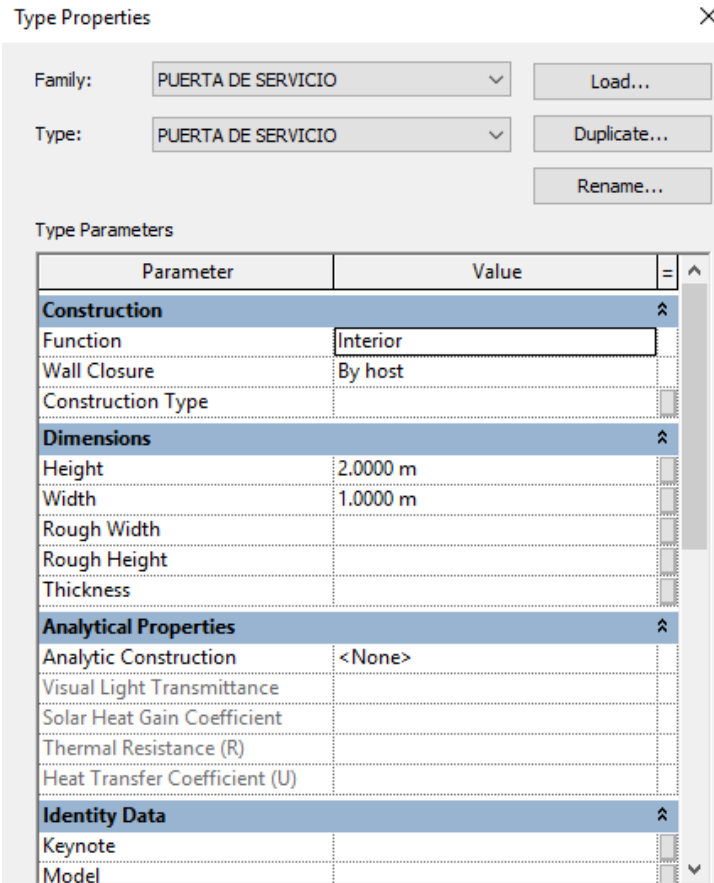 Type Properties
Family: PUERTA DE SERVICIO Load...
Type: PUERTA DE SERVICIO Duplicate...
Rename...
Type Parameters
Parameter Value =
Construction
Function Interior
Wall Closure By host
Construction Type
Dimensions
Height 2.0000 m
Width 1.0000 m
Rough Width
Rough Height
Thickness
Analytical Properties
Analytic Construction <None>
Visual Light Transmittance
Solar Heat Gain Coefficient
Thermal Resistance (R)
Heat Transfer Coefficient (U)
Identity Data
Keynote
Model